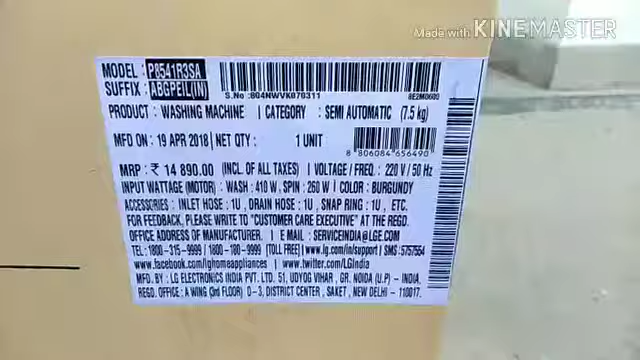 Made with KINEMASTER
MODEL : P8541R3SA
SUFFIX : ABGPEIL(IN)
S.No : 804NWVK070311
8E2M0600
PRODUCT : WASHING MACHINE | CATEGORY : SEMI AUTOMATIC (7.5 kg)
MFD ON : 19 APR 2018 | NET QTY : 1 UNIT
8 806084 656490
MRP : ₹ 14 890.00 (INCL. OF ALL TAXES) | VOLTAGE / FREQ. : 220 V / 50 Hz
INPUT WATTAGE (MOTOR) : WASH : 410 W, SPIN : 260 W | COLOR : BURGUNDY
ACCESSORIES : INLET HOSE : 1U , DRAIN HOSE : 1U , SNAP RING : 1U , ETC.
FOR FEEDBACK, PLEASE WRITE TO "CUSTOMER CARE EXECUTIVE" AT THE REGD.
OFFICE ADDRESS OF MANUFACTURER. | E MAIL : SERVICEINDIA@LGE.COM
TEL : 1800-315-9999 / 1800-180-9999 (TOLL FREE) | www.lg.com/in/support | SMS : 5757554
www.facebook.com/lghomeappliances | www.twitter.com/LGIndia
MFD. BY : LG ELECTRONICS INDIA PVT. LTD. 51, UDYOG VIHAR , GR. NOIDA (U.P) - INDIA,
REGD. OFFICE : A WING (3rd FLOOR) D-3, DISTRICT CENTER , SAKET , NEW DELHI - 110017.